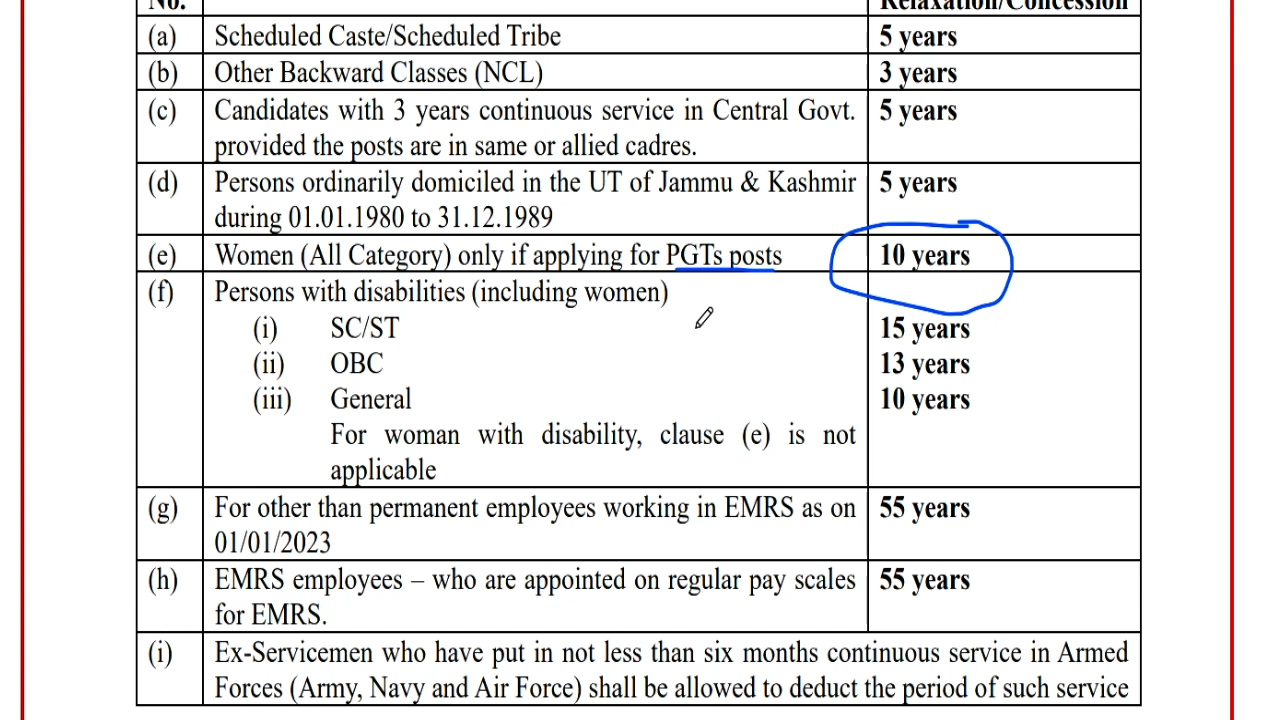 No.
Relaxation/Concession
(a) Scheduled Caste/Scheduled Tribe 5 years
(b) Other Backward Classes (NCL) 3 years
(c) Candidates with 3 years continuous service in Central Govt. 5 years
provided the posts are in same or allied cadres.
(d) Persons ordinarily domiciled in the UT of Jammu & Kashmir 5 years
during 01.01.1980 to 31.12.1989
(e) Women (All Category) only if applying for PGTs posts 10 years
(f) Persons with disabilities (including women)
(i) SC/ST 15 years
(ii) OBC 13 years
(iii) General 10 years
For woman with disability, clause (e) is not
applicable
(g) For other than permanent employees working in EMRS as on 55 years
01/01/2023
(h) EMRS employees – who are appointed on regular pay scales 55 years
for EMRS.
(i) Ex-Servicemen who have put in not less than six months continuous service in Armed
Forces (Army, Navy and Air Force) shall be allowed to deduct the period of such service